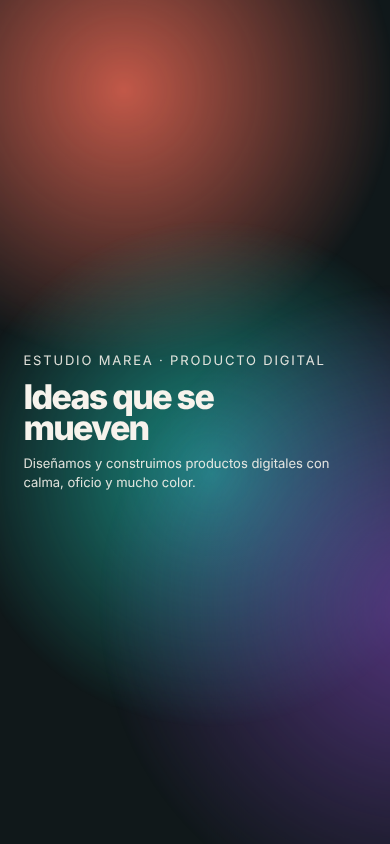 ESTUDIO MAREA · PRODUCTO DIGITAL
Ideas que se
mueven
Diseñamos y construimos productos digitales con
calma, oficio y mucho color.